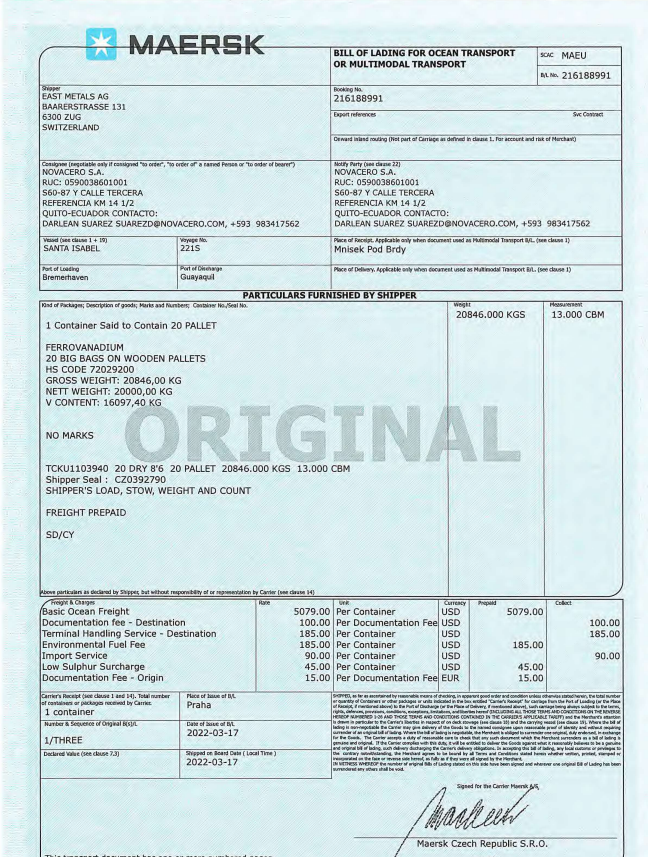 MAERSK
BILL OF LADING FOR OCEAN TRANSPORT
OR MULTIMODAL TRANSPORT
SCAC MAEU
B/L No. 216188991
Shipper
EAST METALS AG
BAARERSTRASSE 131
6300 ZUG
SWITZERLAND
Booking No.
216188991
Export references
Svc Contract
Onward inland routing (Not part of Carriage as defined in clause 1. For account and risk of Merchant)
Consignee (negotiable only if consigned "to order", "to order of" a named Person or "to order of bearer")
NOVACERO S.A.
RUC: 0590038601001
S60-87 Y CALLE TERCERA
REFERENCIA KM 14 1/2
QUITO-ECUADOR CONTACTO:
DARLEAN SUAREZ SUAREZD@NOVACERO.COM, +593 983417562
Notify Party (see clause 22)
NOVACERO S.A.
RUC: 0590038601001
S60-87 Y CALLE TERCERA
REFERENCIA KM 14 1/2
QUITO-ECUADOR CONTACTO:
DARLEAN SUAREZ SUAREZD@NOVACERO.COM, +593 983417562
Vessel (see clause 1 + 19)
SANTA ISABEL
Voyage No.
221S
Place of Receipt. Applicable only when document used as Multimodal Transport B/L. (see clause 1)
Mnisek Pod Brdy
Port of Loading
Bremerhaven
Port of Discharge
Guayaquil
Place of Delivery. Applicable only when document used as Multimodal Transport B/L. (see clause 1)
PARTICULARS FURNISHED BY SHIPPER
Kind of Packages; Description of goods; Marks and Numbers; Container No./Seal No.
Weight
Measurement
20846.000 KGS
13.000 CBM
1 Container Said to Contain 20 PALLET
FERROVANADIUM
20 BIG BAGS ON WOODEN PALLETS
HS CODE 72029200
GROSS WEIGHT: 20846,00 KG
NETT WEIGHT: 20000,00 KG
V CONTENT: 16097,40 KG
ORIGINAL
NO MARKS
TCKU1103940 20 DRY 8'6 20 PALLET 20846.000 KGS 13.000 CBM
Shipper Seal : CZ0392790
SHIPPER'S LOAD, STOW, WEIGHT AND COUNT
FREIGHT PREPAID
SD/CY
Above particulars as declared by Shipper, but without responsibility of or representation by Carrier (see clause 14)
Freight & Charges Rate Unit Currency Prepaid Collect
Basic Ocean Freight 5079.00 Per Container USD 5079.00
Documentation fee - Destination 100.00 Per Documentation Fee USD 100.00
Terminal Handling Service - Destination 185.00 Per Container USD 185.00
Environmental Fuel Fee 185.00 Per Container USD 185.00
Import Service 90.00 Per Container USD 90.00
Low Sulphur Surcharge 45.00 Per Container USD 45.00
Documentation Fee - Origin 15.00 Per Documentation Fee EUR 15.00
Carrier's Receipt (see clause 1 and 14). Total number
of containers or packages received by Carrier.
1 container
Place of Issue of B/L
Praha
Number & Sequence of Original B(s)/L
1/THREE
Date of Issue of B/L
2022-03-17
Declared Value (see clause 7.3)
Shipped on Board Date ( Local Time )
2022-03-17
Signed for the Carrier Maersk A/S
Maersk Czech Republic S.R.O.
This transport document has one or more numbered pages